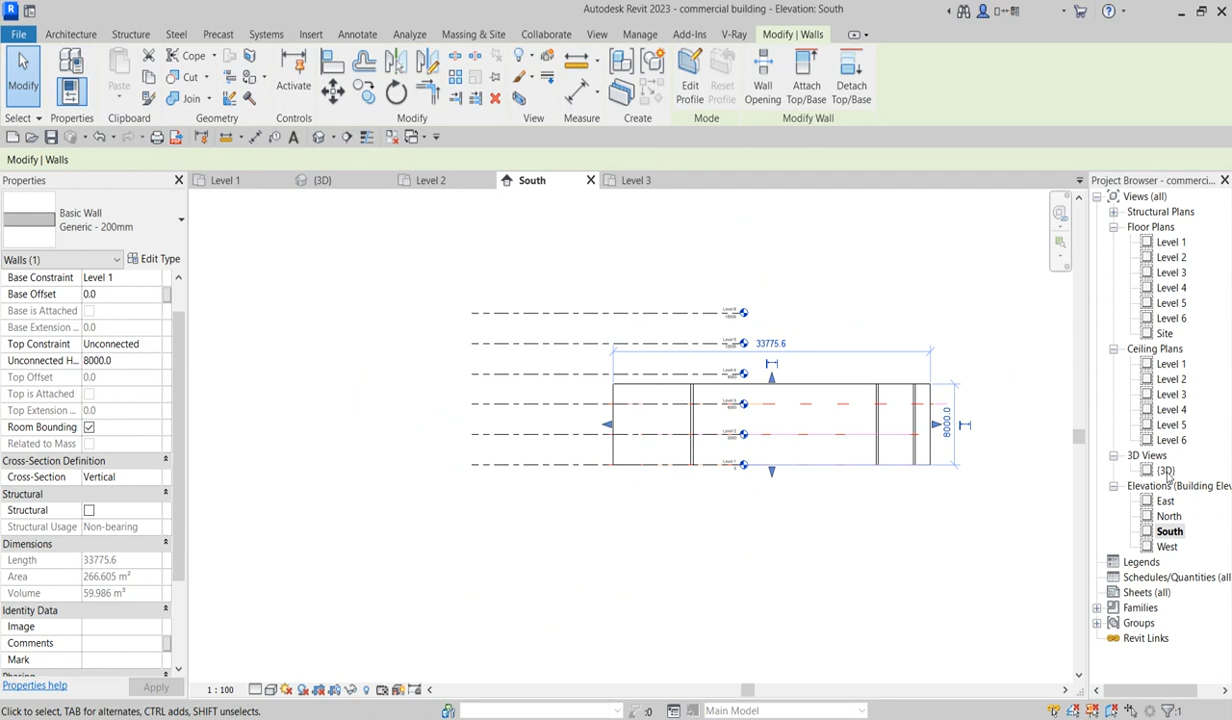 Autodesk Revit 2023 - commercial building - Elevation: South
File Architecture Structure Steel Precast Systems Insert Annotate Analyze Massing & Site Collaborate View Manage Add-Ins V-Ray Modify | Walls
Modify Paste Cope Cut Join Activate Edit Profile Reset Profile Wall Opening Attach Top/Base Detach Top/Base
Select Properties Clipboard Geometry Controls Modify View Measure Create Mode Modify Wall
Modify | Walls
Properties
Level 1 {3D} Level 2 South Level 3
Project Browser - commerci...
Basic Wall
Generic - 200mm
Walls (1) Edit Type
Base Constraint Level 1
Base Offset 0.0
Base is Attached
Base Extension ... 0.0
Top Constraint Unconnected
Unconnected H... 8000.0
Top Offset 0.0
Top is Attached
Top Extension ... 0.0
Room Bounding
Related to Mass
Cross-Section Definition
Cross-Section Vertical
Structural
Structural
Structural Usage Non-bearing
Dimensions
Length 33775.6
Area 266.605 m²
Volume 59.986 m³
Identity Data
Image
Comments
Mark
Properties help Apply
33775.6
8000.0
Views (all)
Structural Plans
Floor Plans
Level 1
Level 2
Level 3
Level 4
Level 5
Level 6
Site
Ceiling Plans
Level 1
Level 2
Level 3
Level 4
Level 5
Level 6
3D Views
{3D}
Elevations (Building Elev
East
North
South
West
Legends
Schedules/Quantities (all
Sheets (all)
Families
Groups
Revit Links
1 : 100
Click to select, TAB for alternates, CTRL adds, SHIFT unselects.
:0
Main Model
:1